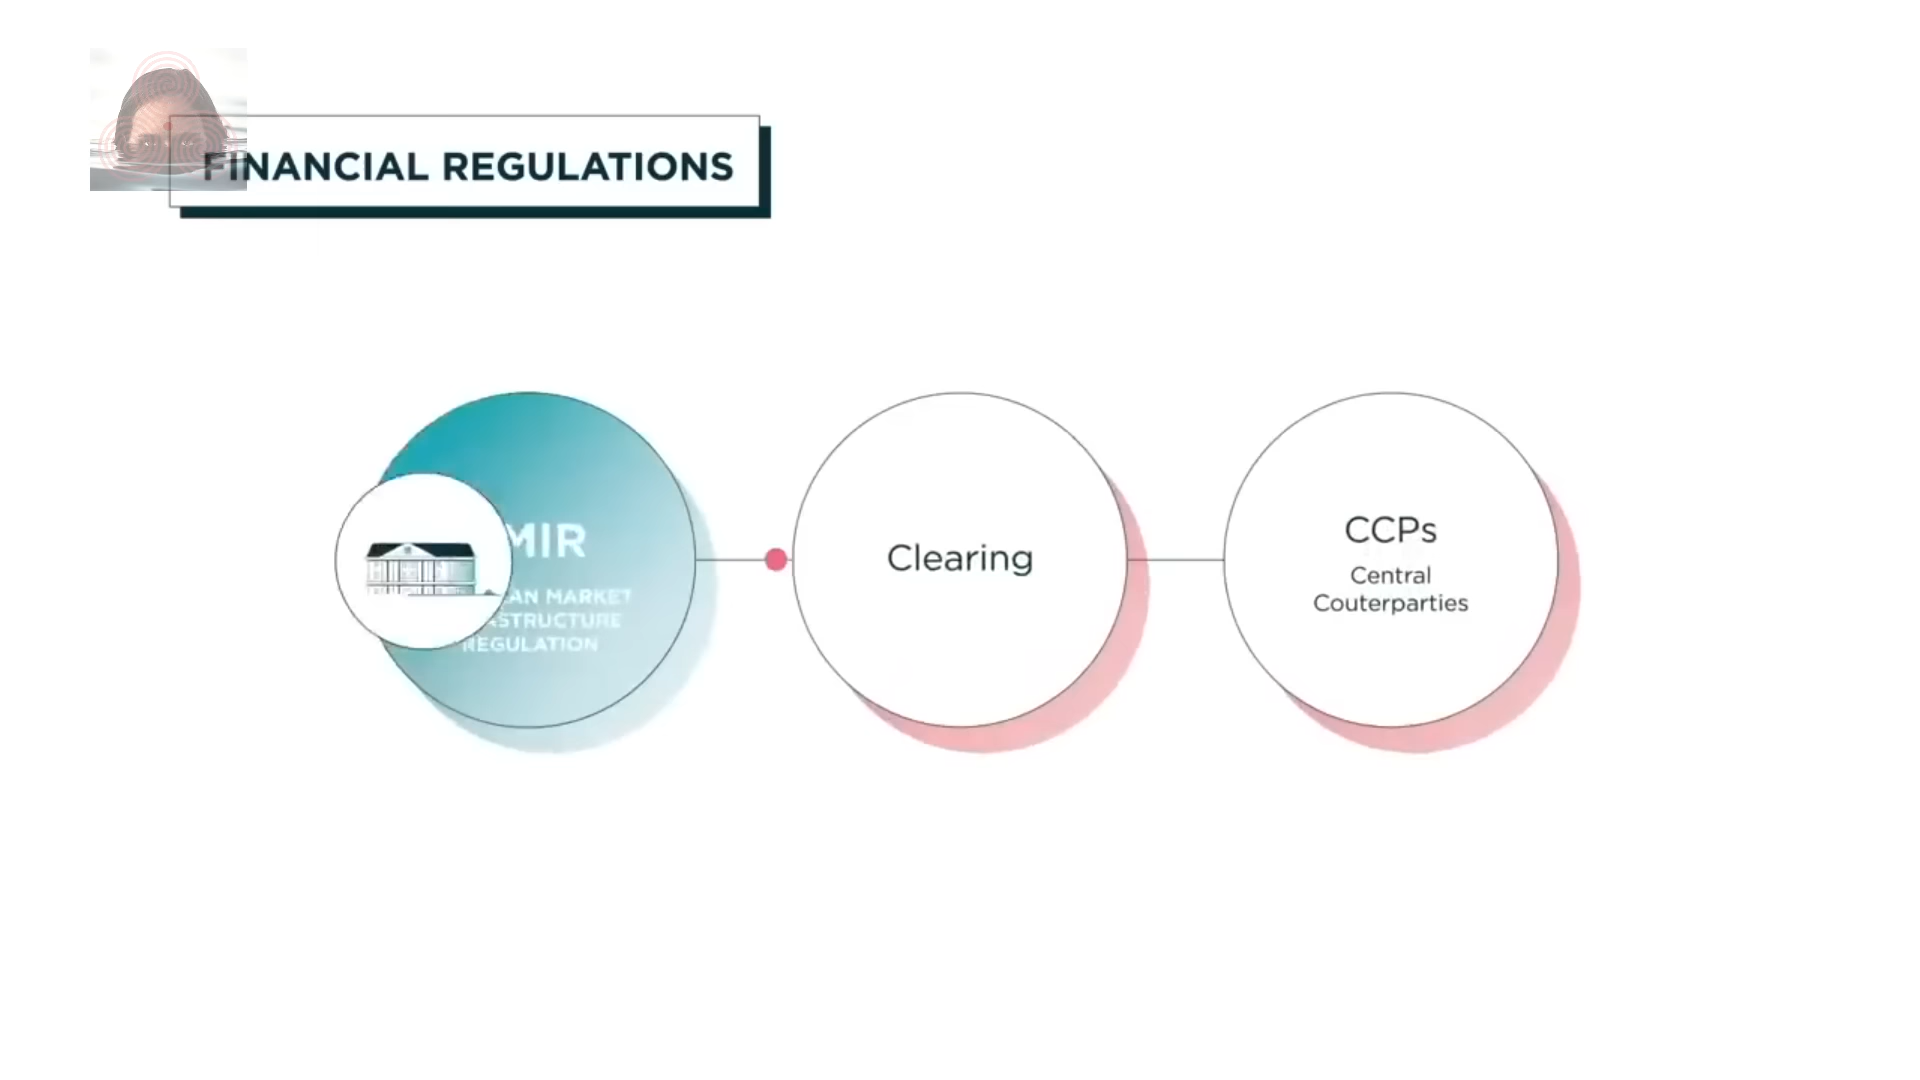 FINANCIAL REGULATIONS
MIR
AN MARKET
STRUCTURE
REGULATION
Clearing
CCPs
Central
Couterparties